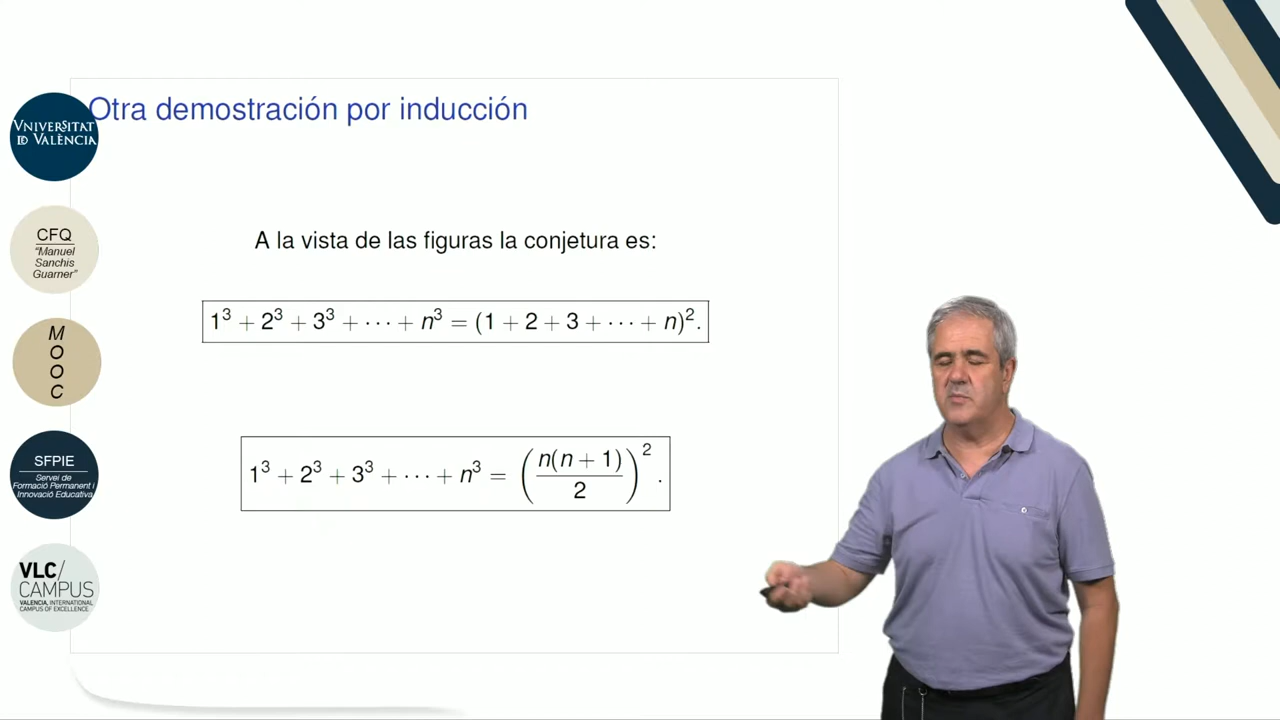 Otra demostración por inducción
VNIVERSITAT
ID VALÈNCIA
A la vista de las figuras la conjetura es:
CFQ
"Manuel
Sanchis
Guarner"
1³ + 2³ + 3³ + ··· + n³ = (1 + 2 + 3 + ··· + n)².
M
O
O
C
1³ + 2³ + 3³ + ··· + n³ = (n(n + 1)/2)².
SFPIE
Servei de
Formació Permanent i
Innovació Educativa
VLC/
CAMPUS
VALENCIA, INTERNATIONAL
CAMPUS OF EXCELLENCE